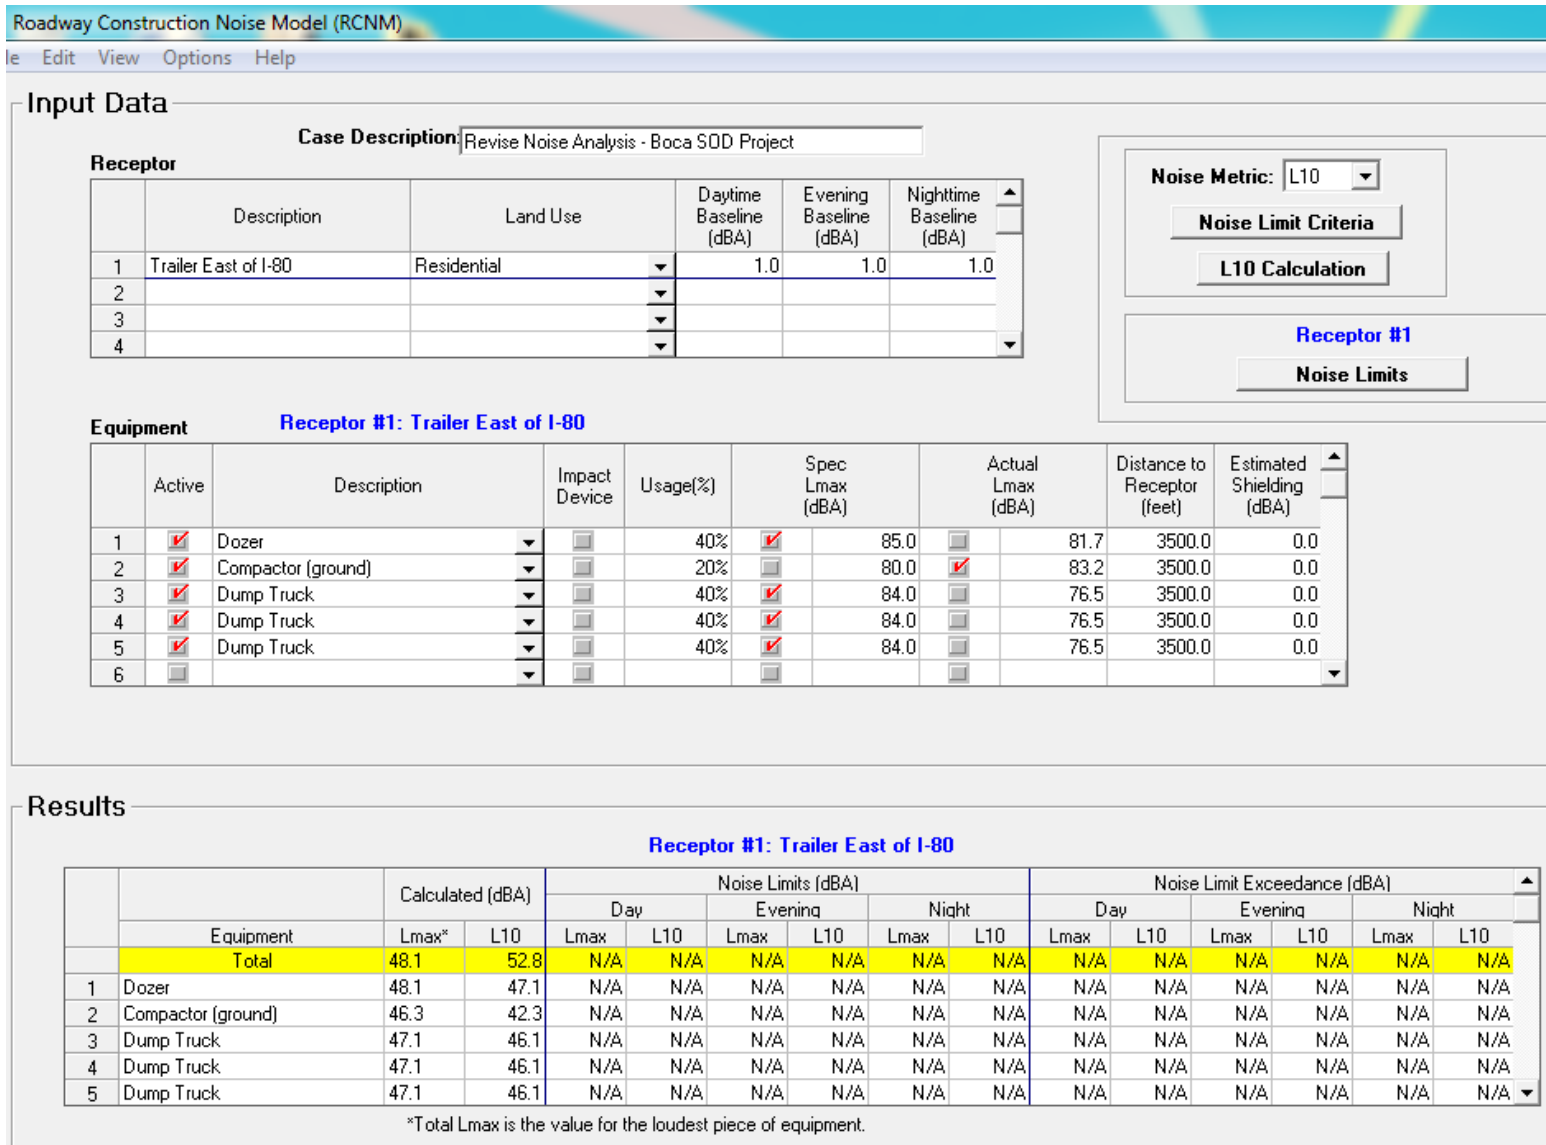 Roadway Construction Noise Model (RCNM)
le Edit View Options Help
Input Data
Case Description: Revise Noise Analysis - Boca SOD Project
Receptor
Description Land Use Daytime Baseline (dBA) Evening Baseline (dBA) Nighttime Baseline (dBA)
1 Trailer East of I-80 Residential 1.0 1.0 1.0
2
3
4
Noise Metric: L10
Noise Limit Criteria
L10 Calculation
Receptor #1
Noise Limits
Equipment Receptor #1: Trailer East of I-80
Active Description Impact Device Usage(%) Spec Lmax (dBA) Actual Lmax (dBA) Distance to Receptor (feet) Estimated Shielding (dBA)
1 Dozer 40% 85.0 81.7 3500.0 0.0
2 Compactor (ground) 20% 80.0 83.2 3500.0 0.0
3 Dump Truck 40% 84.0 76.5 3500.0 0.0
4 Dump Truck 40% 84.0 76.5 3500.0 0.0
5 Dump Truck 40% 84.0 76.5 3500.0 0.0
6
Results
Receptor #1: Trailer East of I-80
Calculated (dBA) Noise Limits (dBA) Noise Limit Exceedance (dBA)
Day Evening Night Day Evening Night
Equipment Lmax* L10 Lmax L10 Lmax L10 Lmax L10 Lmax L10 Lmax L10 Lmax L10
Total 48.1 52.8 N/A N/A N/A N/A N/A N/A N/A N/A N/A N/A N/A N/A
1 Dozer 48.1 47.1 N/A N/A N/A N/A N/A N/A N/A N/A N/A N/A N/A N/A
2 Compactor (ground) 46.3 42.3 N/A N/A N/A N/A N/A N/A N/A N/A N/A N/A N/A N/A
3 Dump Truck 47.1 46.1 N/A N/A N/A N/A N/A N/A N/A N/A N/A N/A N/A N/A
4 Dump Truck 47.1 46.1 N/A N/A N/A N/A N/A N/A N/A N/A N/A N/A N/A N/A
5 Dump Truck 47.1 46.1 N/A N/A N/A N/A N/A N/A N/A N/A N/A N/A N/A N/A
*Total Lmax is the value for the loudest piece of equipment.